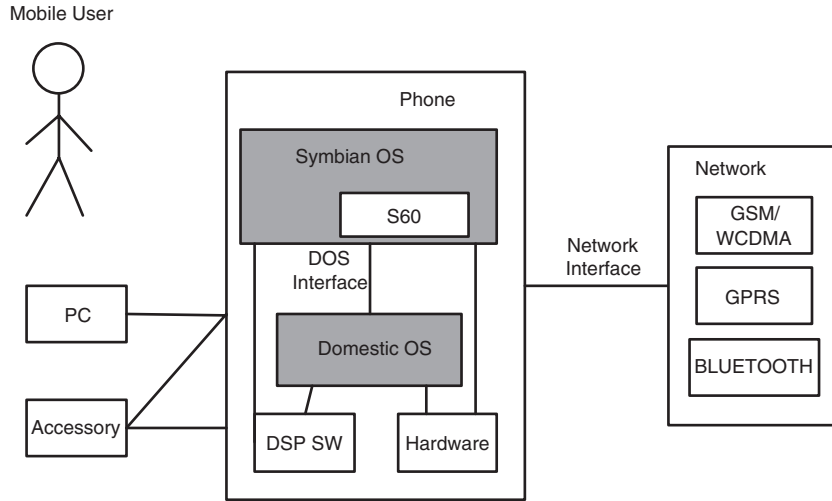 Mobile User
Phone
Symbian OS
S60
DOS
Interface
Domestic OS
DSP SW
Hardware
PC
Accessory
Network
Interface
Network
GSM/
WCDMA
GPRS
BLUETOOTH